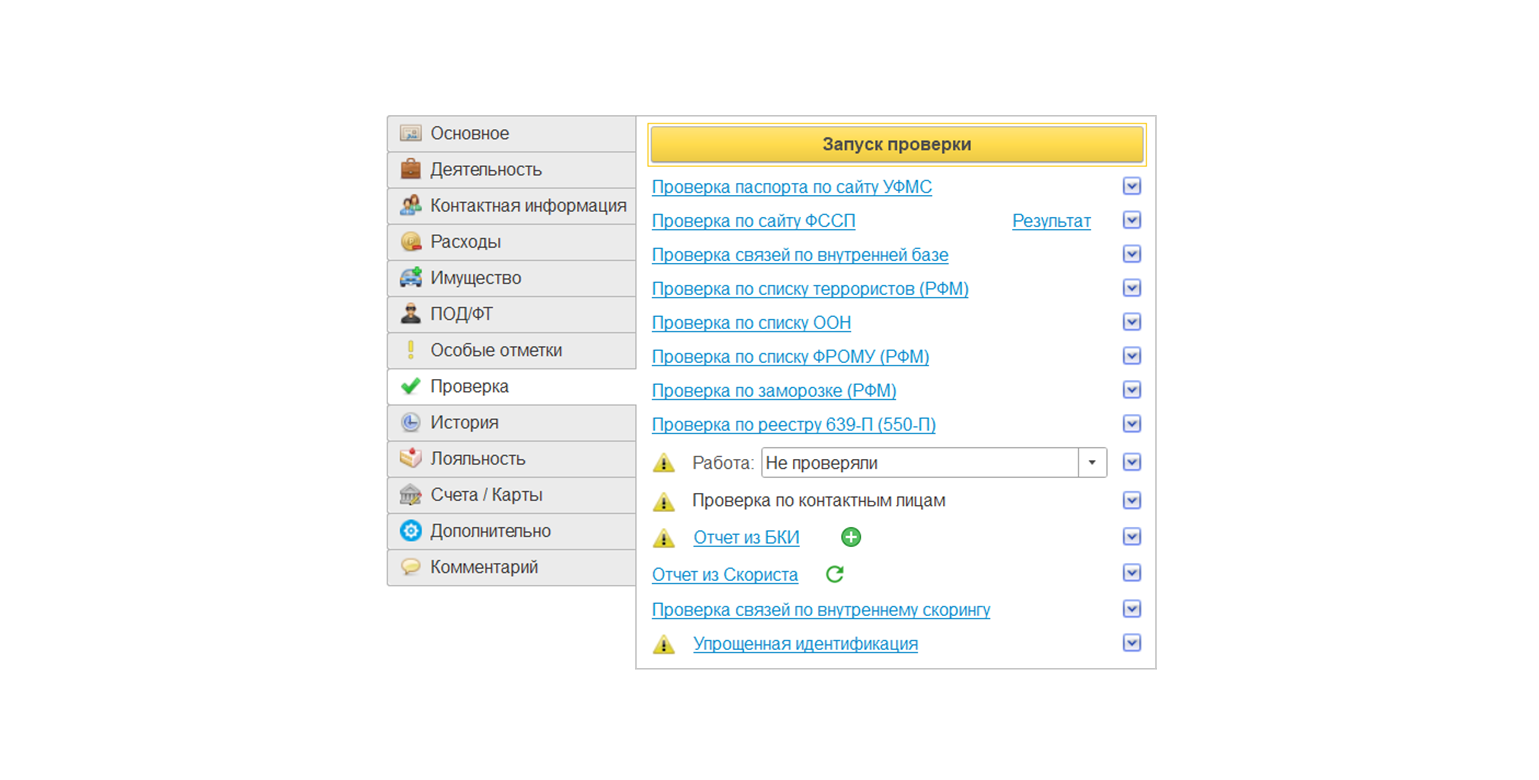 Основное
Деятельность
Контактная информация
Расходы
Имущество
ПОД/ФТ
Особые отметки
Проверка
История
Лояльность
Счета / Карты
Дополнительно
Комментарий
Запуск проверки
Проверка паспорта по сайту УФМС
Проверка по сайту ФССП Результат
Проверка связей по внутренней базе
Проверка по списку террористов (РФМ)
Проверка по списку ООН
Проверка по списку ФРОМУ (РФМ)
Проверка по заморозке (РФМ)
Проверка по реестру 639-П (550-П)
Работа: Не проверяли
Проверка по контактным лицам
Отчет из БКИ
Отчет из Скориста
Проверка связей по внутреннему скорингу
Упрощенная идентификация